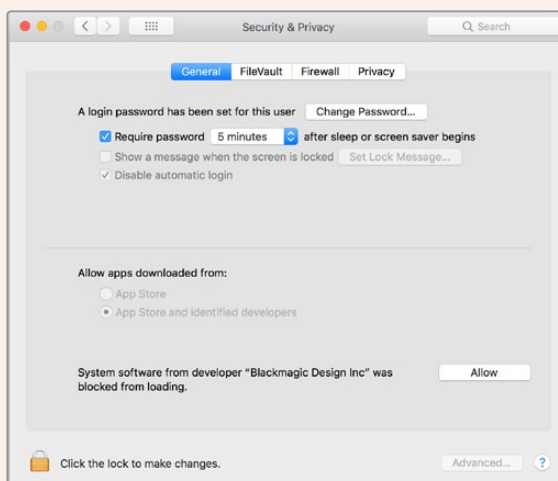 Security & Privacy
Search
General FileVault Firewall Privacy
A login password has been set for this user Change Password...
Require password 5 minutes after sleep or screen saver begins
Show a message when the screen is locked Set Lock Message...
Disable automatic login
Allow apps downloaded from:
App Store
App Store and identified developers
System software from developer “Blackmagic Design Inc” was Allow
blocked from loading.
Click the lock to make changes. Advanced... ?